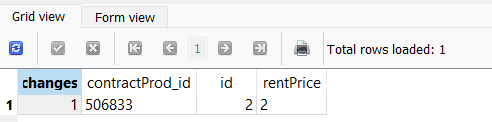 Grid view Form view
1 Total rows loaded: 1
changes contractProd_id id rentPrice
1 1 506833 2 2